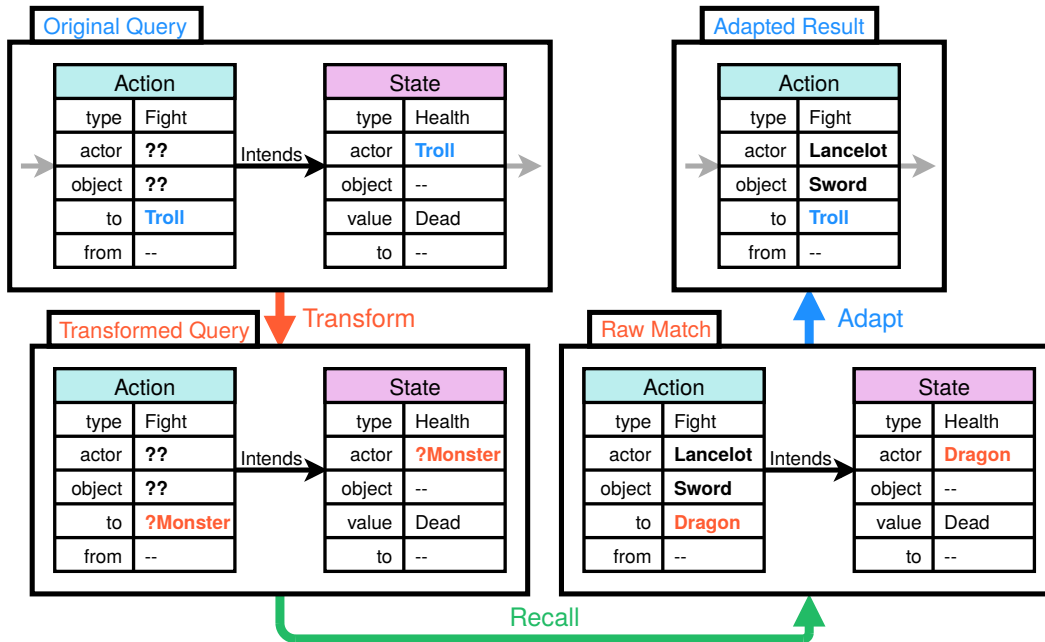 Original Query
Action
type Fight
actor ??
object ??
to Troll
from --
Intends
State
type Health
actor Troll
object --
value Dead
to --
Adapted Result
Action
type Fight
actor Lancelot
object Sword
to Troll
from --
Transform
Adapt
Transformed Query
Action
type Fight
actor ??
object ??
to ?Monster
from --
Intends
State
type Health
actor ?Monster
object --
value Dead
to --
Raw Match
Action
type Fight
actor Lancelot
object Sword
to Dragon
from --
Intends
State
type Health
actor Dragon
object --
value Dead
to --
Recall